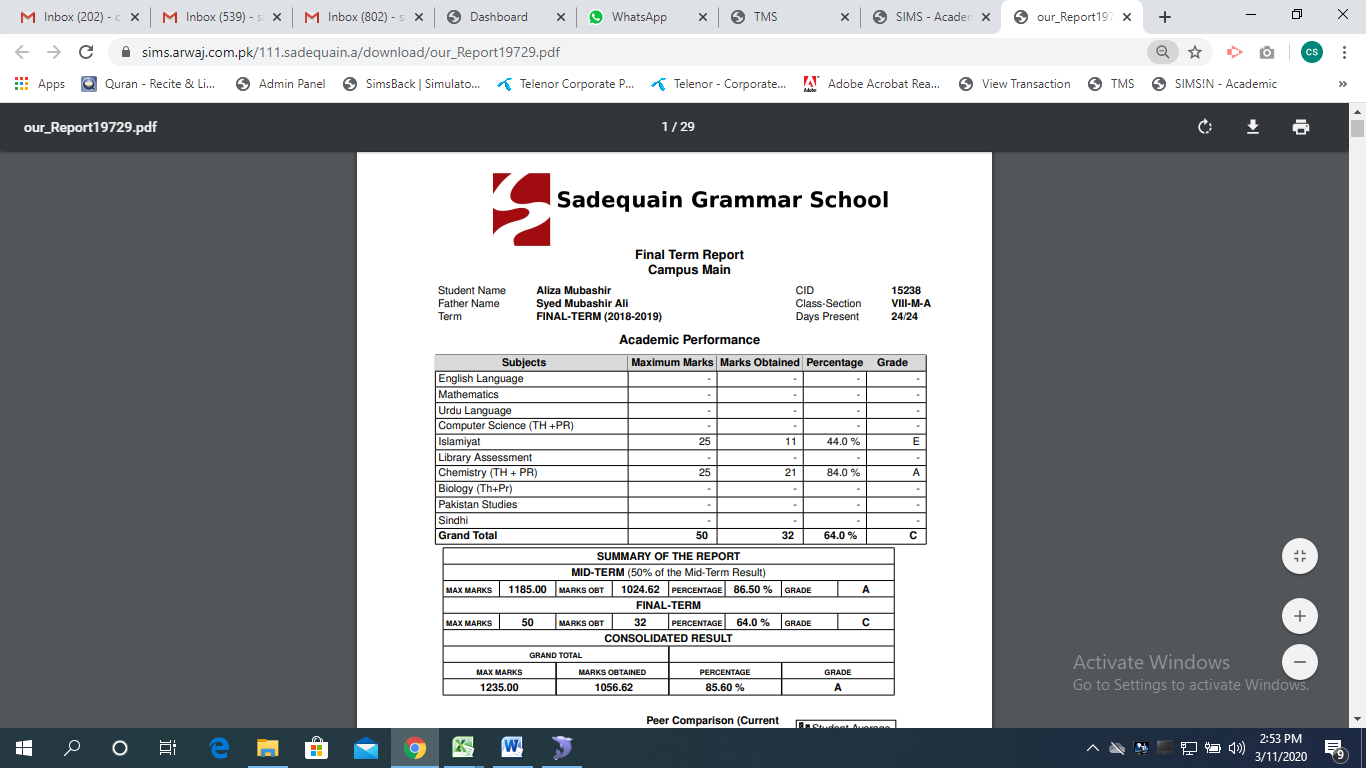 Inbox (202) - c
Inbox (539) - s
Inbox (802) - s
Dashboard
WhatsApp
TMS
SIMS - Academ
our_Report197
sims.arwaj.com.pk/111.sadequain.a/download/our_Report19729.pdf
CS
Apps
Quran - Recite & Li...
Admin Panel
SimsBack | Simulato...
Telenor Corporate P...
Telenor - Corporate...
Adobe Acrobat Rea...
View Transaction
TMS
SIMS!N - Academic
our_Report19729.pdf
1 / 29
Sadequain Grammar School
Final Term Report
Campus Main
Student Name Aliza Mubashir CID 15238
Father Name Syed Mubashir Ali Class-Section VIII-M-A
Term FINAL-TERM (2018-2019) Days Present 24/24
Academic Performance
Subjects Maximum Marks Marks Obtained Percentage Grade
English Language - - - -
Mathematics - - - -
Urdu Language - - - -
Computer Science (TH +PR) - - - -
Islamiyat 25 11 44.0 % E
Library Assessment - - - -
Chemistry (TH + PR) 25 21 84.0 % A
Biology (Th+Pr) - - - -
Pakistan Studies - - - -
Sindhi - - - -
Grand Total 50 32 64.0 % C
SUMMARY OF THE REPORT
MID-TERM (50% of the Mid-Term Result)
MAX MARKS 1185.00 MARKS OBT 1024.62 PERCENTAGE 86.50 % GRADE A
FINAL-TERM
MAX MARKS 50 MARKS OBT 32 PERCENTAGE 64.0 % GRADE C
CONSOLIDATED RESULT
GRAND TOTAL
MAX MARKS MARKS OBTAINED PERCENTAGE GRADE
1235.00 1056.62 85.60 % A
Peer Comparison (Current
Student Average
Activate Windows
Go to Settings to activate Windows.
2:53 PM
3/11/2020
9